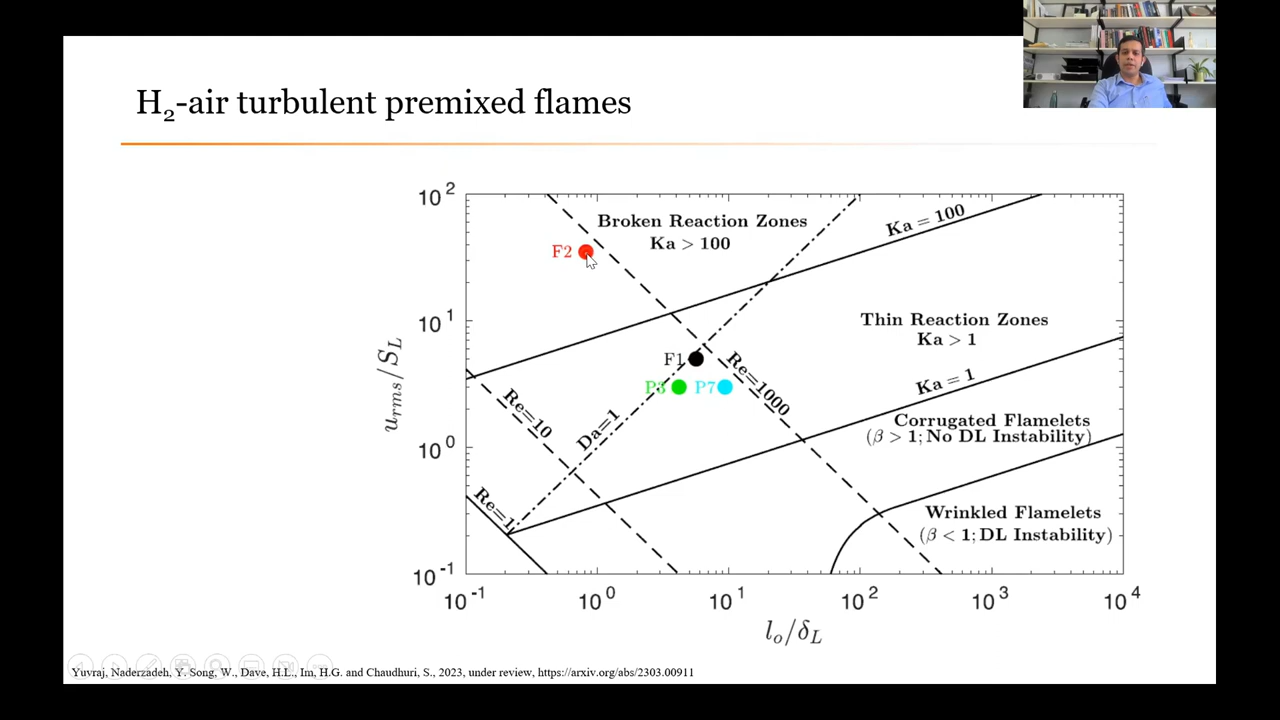 H₂-air turbulent premixed flames
10²
10¹
10⁰
10⁻¹
u_rms/S_L
Broken Reaction Zones
Ka > 100
Ka = 100
F2
Thin Reaction Zones
Ka > 1
F1
P3
P7
Re=1000
Ka = 1
Re=10
Da=1
Corrugated Flamelets
(β > 1; No DL Instability)
Re=1
Wrinkled Flamelets
(β < 1; DL Instability)
10⁻¹
10⁰
10¹
10²
10³
10⁴
l_o/δ_L
Yuvraj, Naderzadeh, Y. Song, W., Dave, H.L., Im, H.G. and Chaudhuri, S., 2023, under review, https://arxiv.org/abs/2303.00911